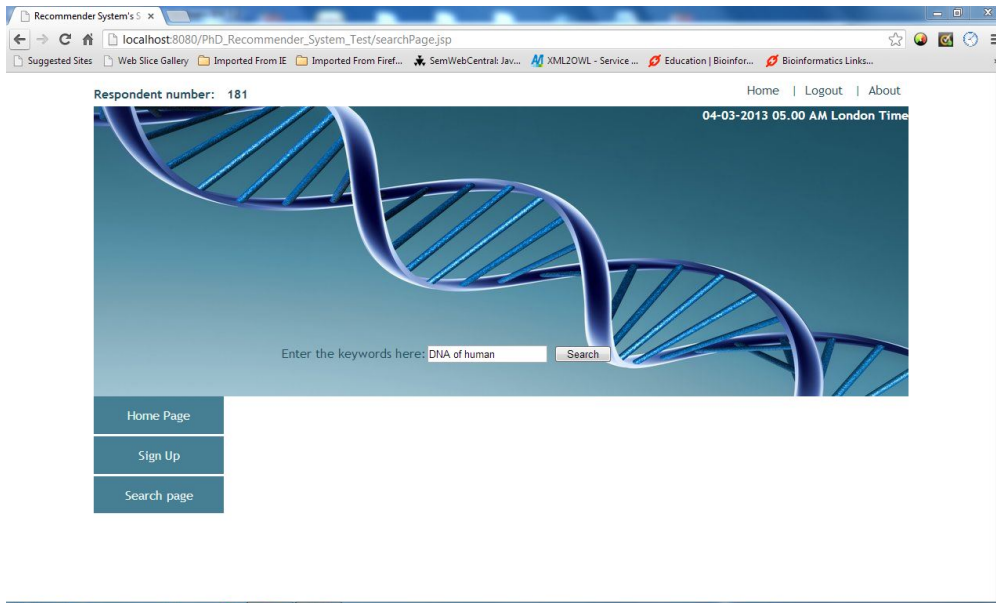 Recommender System's S
localhost:8080/PhD_Recommender_System_Test/searchPage.jsp
Suggested Sites Web Slice Gallery Imported From IE Imported From Firef... SemWebCentral: Jav... XML2OWL - Service ... Education | Bioinfor... Bioinformatics Links...
Respondent number: 181
Home | Logout | About
04-03-2013 05.00 AM London Time
Enter the keywords here: DNA of human Search
Home Page
Sign Up
Search page